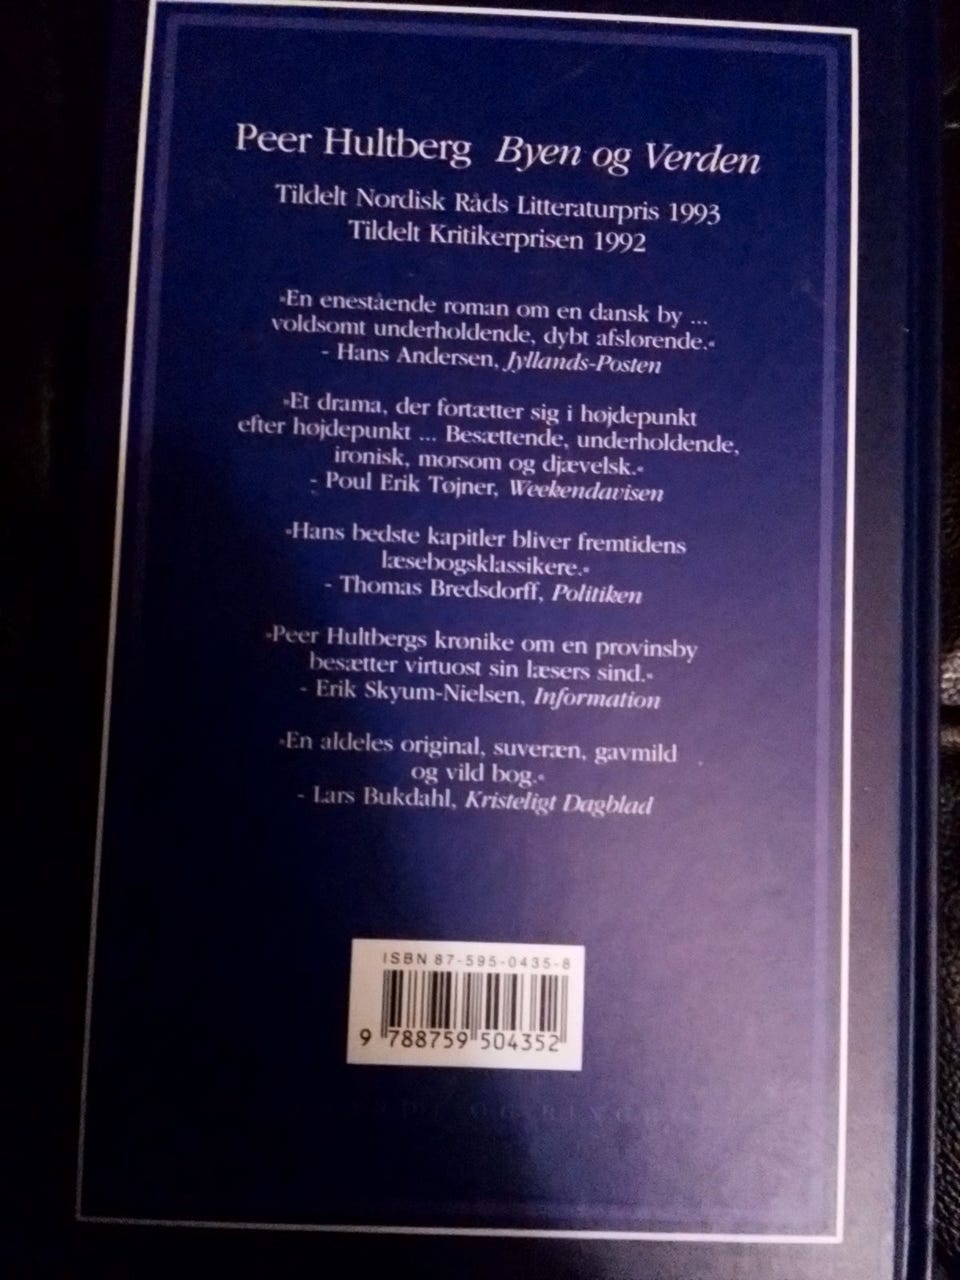 Peer Hultberg Byen og Verden
Tildelt Nordisk Råds Litteraturpris 1993
Tildelt Kritikerprisen 1992
»En enestående roman om en dansk by ...
voldsomt underholdende, dybt afslørende.«
- Hans Andersen, Jyllands-Posten
»Et drama, der fortætter sig i højdepunkt
efter højdepunkt ... Besættende, underholdende,
ironisk, morsom og djævelsk.«
- Poul Erik Tøjner, Weekendavisen
»Hans bedste kapitler bliver fremtidens
læsebogsklassikere.«
- Thomas Bredsdorff, Politiken
»Peer Hultbergs krønike om en provinsby
besætter virtuost sin læsers sind.«
- Erik Skyum-Nielsen, Information
»En aldeles original, suveræn, gavmild
og vild bog.«
- Lars Bukdahl, Kristeligt Dagblad
ISBN 87-595-0435-8
9 788759 504352